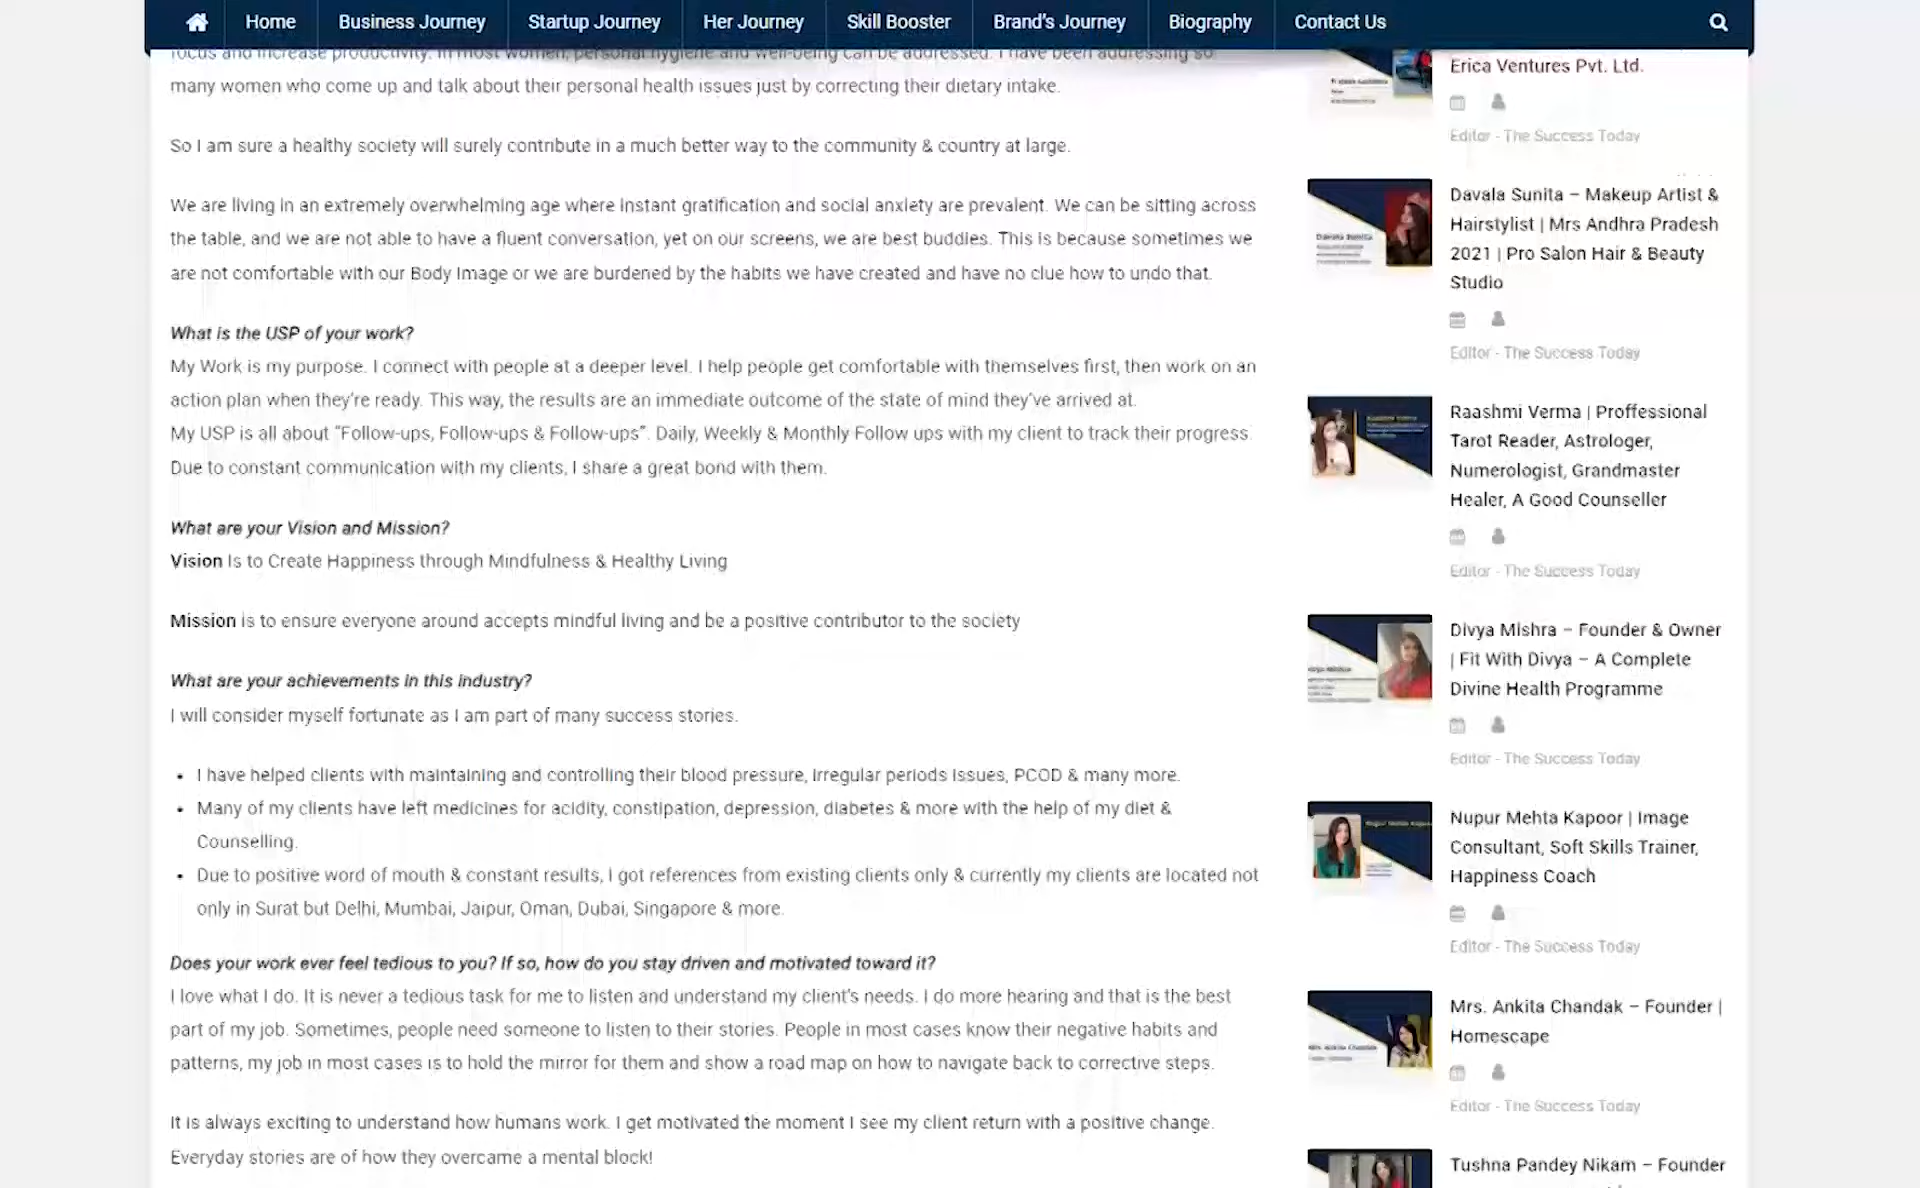 Home
Business Journey
Startup Journey
Her Journey
Skill Booster
Brand's Journey
Biography
Contact Us
focus and increase productivity. In most women, personal hygiene and well-being can be addressed. I have been addressing so
many women who come up and talk about their personal health issues just by correcting their dietary intake.
So I am sure a healthy society will surely contribute in a much better way to the community & country at large.
We are living in an extremely overwhelming age where instant gratification and social anxiety are prevalent. We can be sitting across
the table, and we are not able to have a fluent conversation, yet on our screens, we are best buddies. This is because sometimes we
are not comfortable with our Body Image or we are burdened by the habits we have created and have no clue how to undo that.
What is the USP of your work?
My Work is my purpose. I connect with people at a deeper level. I help people get comfortable with themselves first, then work on an
action plan when they're ready. This way, the results are an immediate outcome of the state of mind they've arrived at.
My USP is all about "Follow-ups, Follow-ups & Follow-ups". Daily, Weekly & Monthly Follow ups with my client to track their progress.
Due to constant communication with my clients, I share a great bond with them.
What are your Vision and Mission?
Vision Is to Create Happiness through Mindfulness & Healthy Living
Mission is to ensure everyone around accepts mindful living and be a positive contributor to the society
What are your achievements in this industry?
I will consider myself fortunate as I am part of many success stories.
• I have helped clients with maintaining and controlling their blood pressure, Irregular periods Issues, PCOD & many more.
• Many of my clients have left medicines for acidity, constipation, depression, diabetes & more with the help of my diet &
Counselling.
• Due to positive word of mouth & constant results, I got references from existing clients only & currently my clients are located not
only in Surat but Delhi, Mumbai, Jaipur, Oman, Dubai, Singapore & more.
Does your work ever feel tedious to you? If so, how do you stay driven and motivated toward it?
I love what I do. It is never a tedious task for me to listen and understand my client's needs. I do more hearing and that is the best
part of my job. Sometimes, people need someone to listen to their stories. People in most cases know their negative habits and
patterns, my job in most cases is to hold the mirror for them and show a road map on how to navigate back to corrective steps.
It is always exciting to understand how humans work. I get motivated the moment I see my client return with a positive change.
Everyday stories are of how they overcame a mental block!
Erica Ventures Pvt. Ltd.
Editor - The Success Today
Davala Sunita – Makeup Artist &
Hairstylist | Mrs Andhra Pradesh
2021 | Pro Salon Hair & Beauty
Studio
Editor - The Success Today
Raashmi Verma | Proffessional
Tarot Reader, Astrologer,
Numerologist, Grandmaster
Healer, A Good Counseller
Editor - The Success Today
Divya Mishra – Founder & Owner
| Fit With Divya – A Complete
Divine Health Programme
Editor - The Success Today
Nupur Mehta Kapoor | Image
Consultant, Soft Skills Trainer,
Happiness Coach
Editor - The Success Today
Mrs. Ankita Chandak – Founder |
Homescape
Editor - The Success Today
Tushna Pandey Nikam – Founder